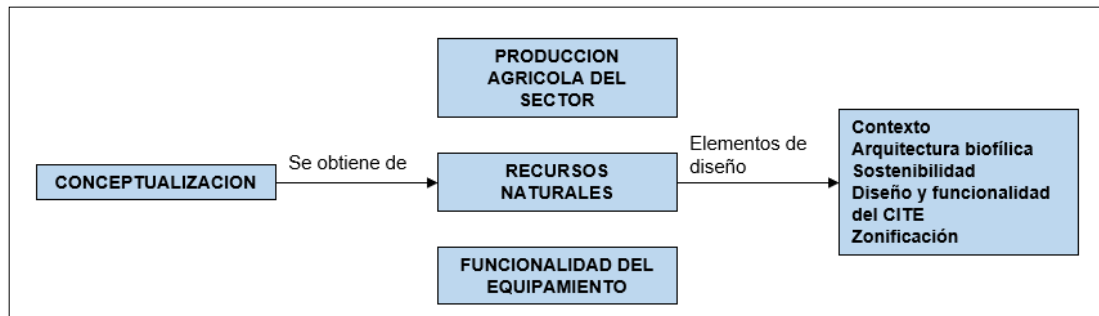 PRODUCCION
AGRICOLA DEL
SECTOR
CONCEPTUALIZACION
Se obtiene de
RECURSOS
NATURALES
Elementos de
diseño
Contexto
Arquitectura biofílica
Sostenibilidad
Diseño y funcionalidad
del CITE
Zonificación
FUNCIONALIDAD DEL
EQUIPAMIENTO